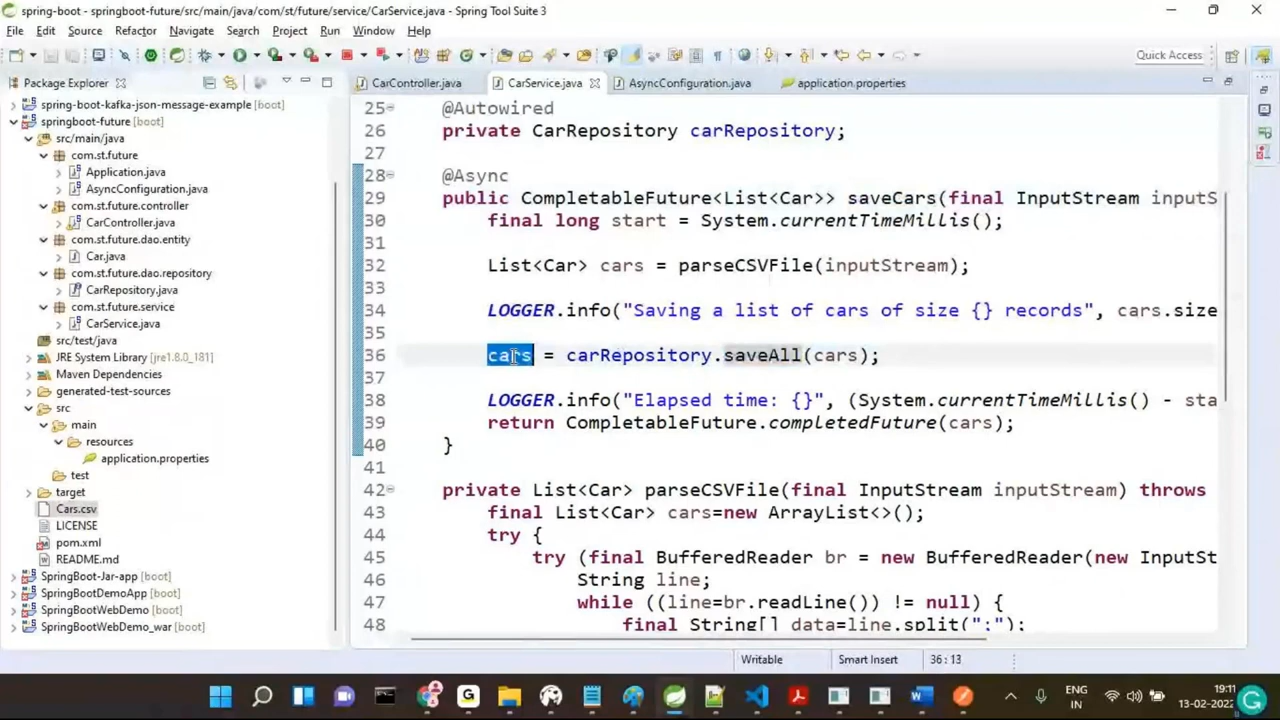 spring-boot - springboot-future/src/main/java/com/st/future/service/CarService.java - Spring Tool Suite 3
File Edit Source Refactor Navigate Search Project Run Window Help
Quick Access
Package Explorer
CarController.java CarService.java AsyncConfiguration.java application.properties
spring-boot-kafka-json-message-example [boot]
springboot-future [boot]
src/main/java
com.st.future
Application.java
AsyncConfiguration.java
com.st.future.controller
CarController.java
com.st.future.dao.entity
Car.java
com.st.future.dao.repository
CarRepository.java
com.st.future.service
CarService.java
src/test/java
JRE System Library [jre1.8.0_181]
Maven Dependencies
generated-test-sources
src
main
resources
application.properties
test
target
Cars.csv
LICENSE
pom.xml
README.md
SpringBoot-Jar-app [boot]
SpringBootDemoApp [boot]
SpringBootWebDemo [boot]
SpringBootWebDemo_war [boot]
25 @Autowired
26 private CarRepository carRepository;
27
28 @Async
29 public CompletableFuture<List<Car>> saveCars(final InputStream inputS
30 final long start = System.currentTimeMillis();
31
32 List<Car> cars = parseCSVFile(inputStream);
33
34 LOGGER.info("Saving a list of cars of size {} records", cars.size
35
36 cars = carRepository.saveAll(cars);
37
38 LOGGER.info("Elapsed time: {}", (System.currentTimeMillis() - sta
39 return CompletableFuture.completedFuture(cars);
40 }
41
42 private List<Car> parseCSVFile(final InputStream inputStream) throws
43 final List<Car> cars=new ArrayList<>();
44 try {
45 try (final BufferedReader br = new BufferedReader(new InputSt
46 String line;
47 while ((line=br.readLine()) != null) {
48 final String[] data=line.split(";");
Writable Smart Insert 36 : 13
ENG
IN
19:11
13-02-2022